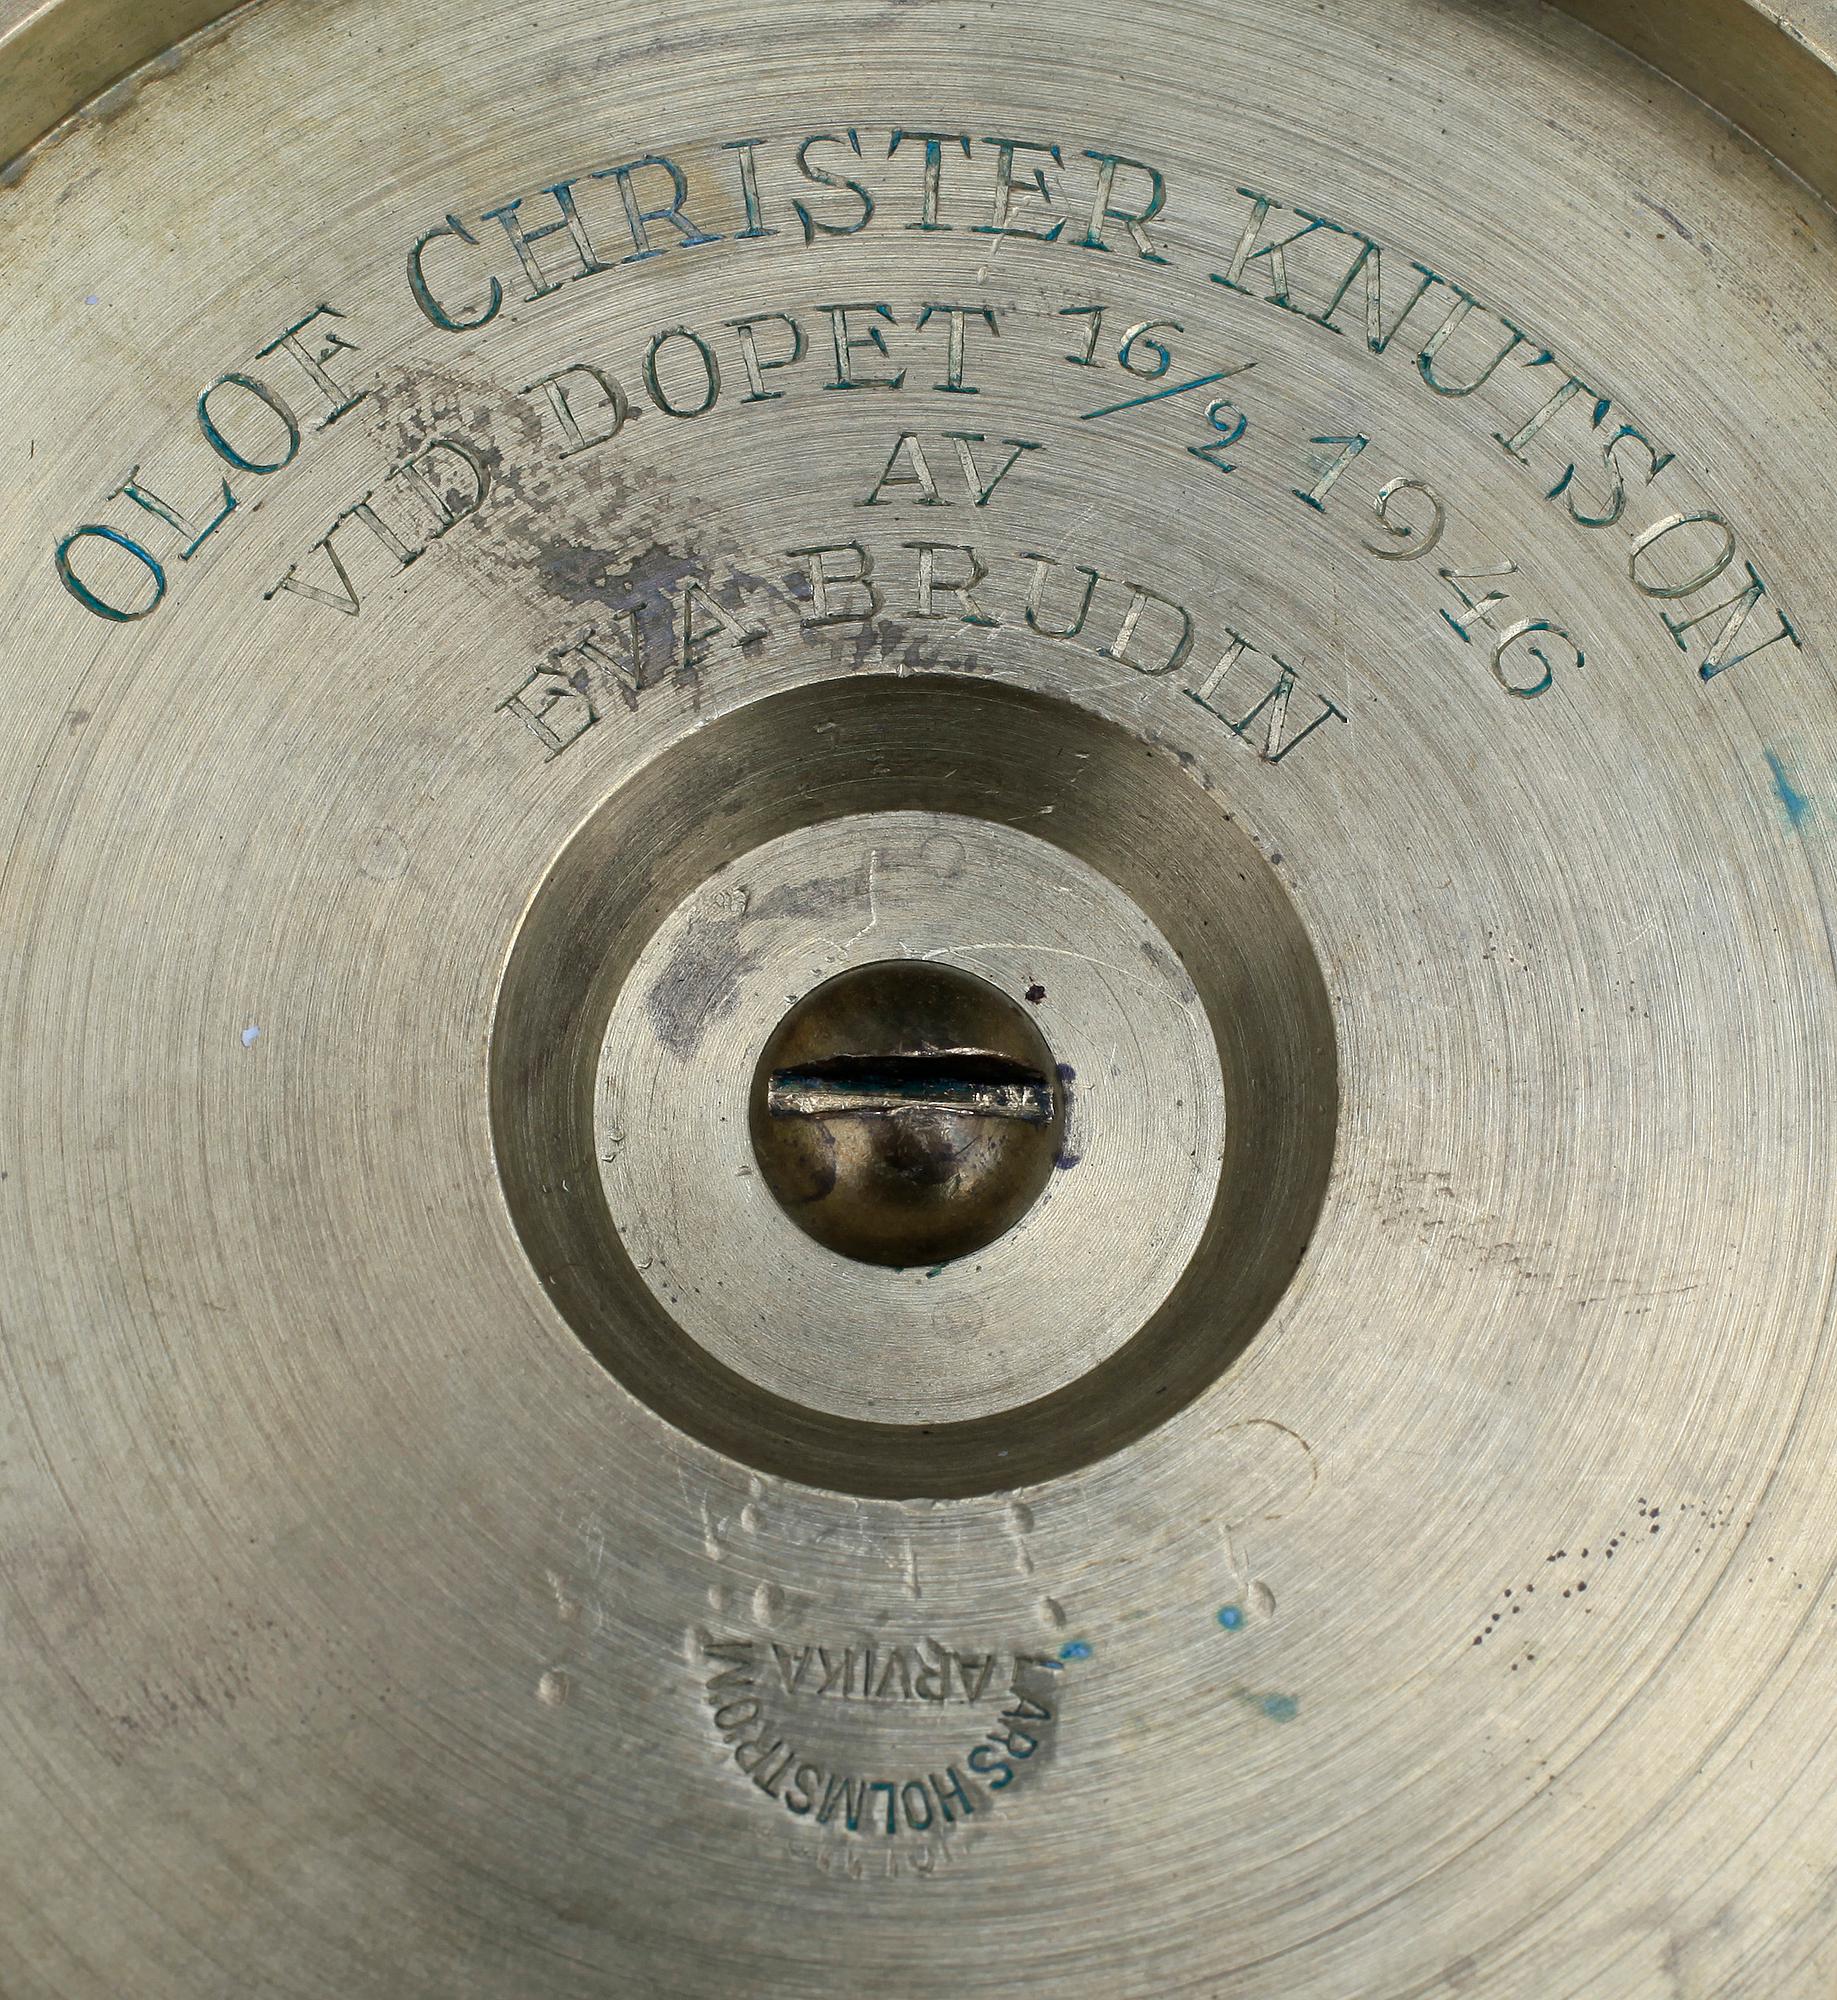 OLOF CHRISTER KNUTSON
VID DOPET 16/2 1946
AV
EVA BRUDIN
LARS HOLMSTRÖM
ARVIKA